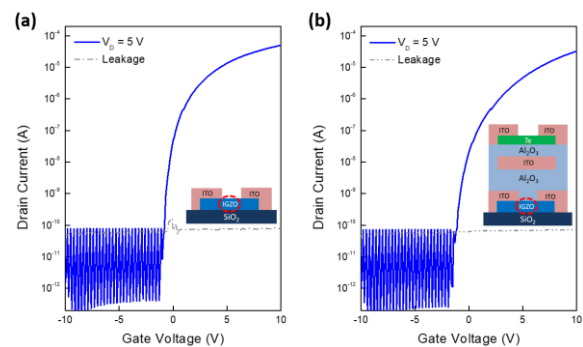 (a)
V_D = 5 V
Leakage
10⁻⁴
10⁻⁵
10⁻⁶
10⁻⁷
10⁻⁸
10⁻⁹
10⁻¹⁰
10⁻¹¹
10⁻¹²
Drain Current (A)
ITO
ITO
IGZO
SiO₂
-10
-5
0
5
10
Gate Voltage (V)
(b)
V_D = 5 V
Leakage
10⁻⁴
10⁻⁵
10⁻⁶
10⁻⁷
10⁻⁸
10⁻⁹
10⁻¹⁰
10⁻¹¹
10⁻¹²
Drain Current (A)
ITO
ITO
Te
Al₂O₃
ITO
Al₂O₃
ITO
ITO
IGZO
SiO₂
-10
-5
0
5
10
Gate Voltage (V)